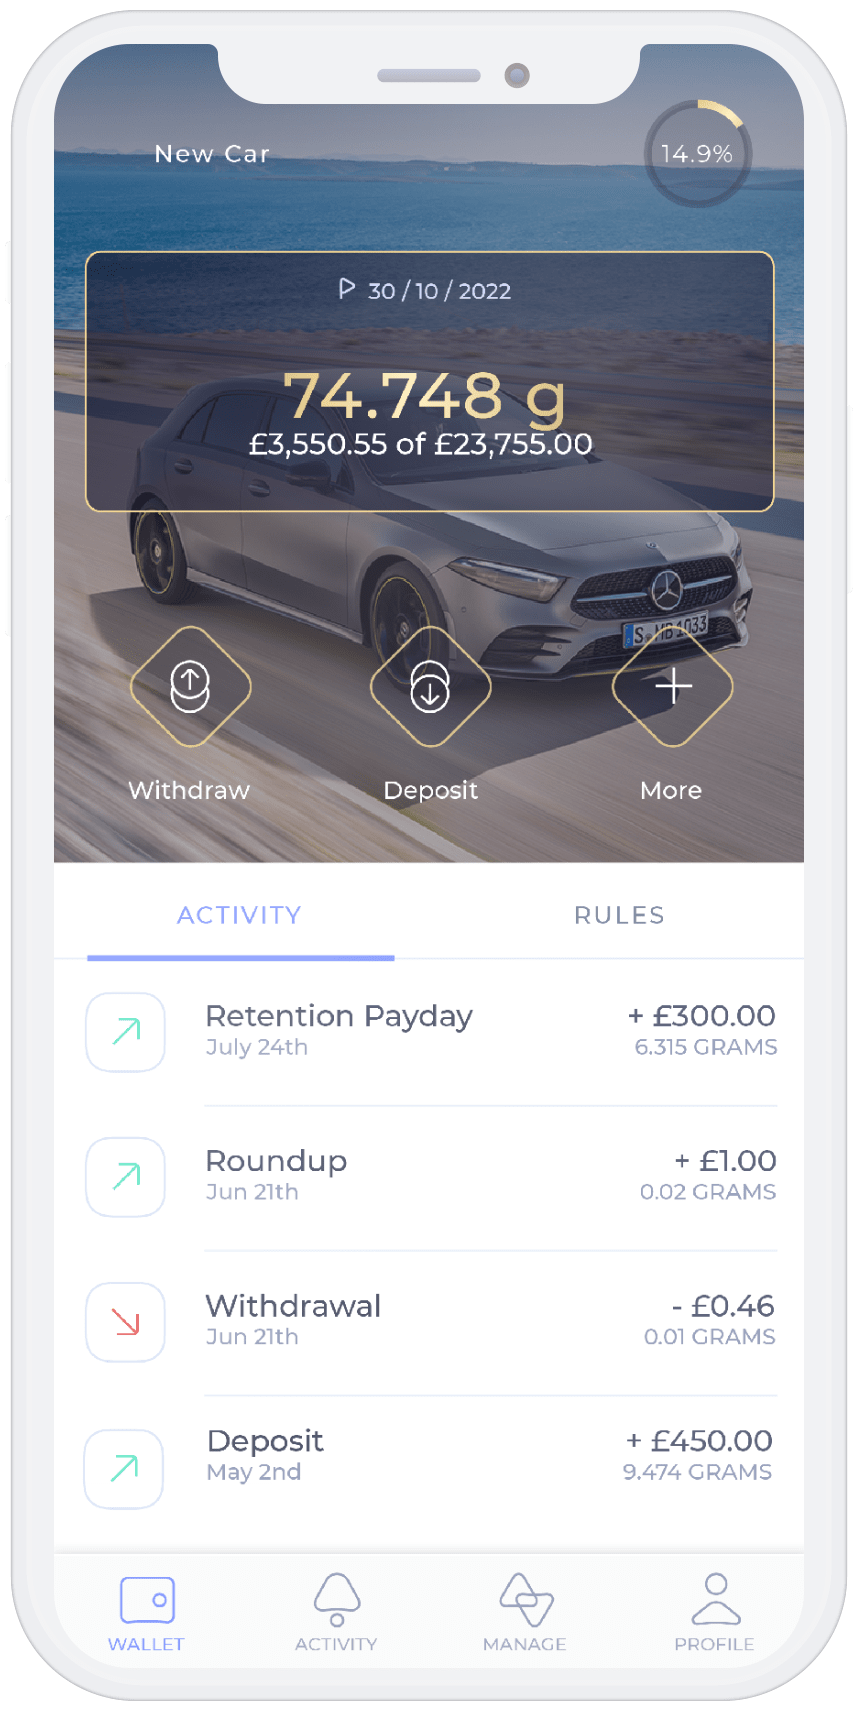 New Car
14.9%
30 / 10 / 2022
74.748 g
£3,550.55 of £23,755.00
S MB 1033
Withdraw
Deposit
More
ACTIVITY
RULES
Retention Payday
+ £300.00
July 24th
6.315 GRAMS
Roundup
+ £1.00
Jun 21th
0.02 GRAMS
Withdrawal
- £0.46
Jun 21th
0.01 GRAMS
Deposit
+ £450.00
May 2nd
9.474 GRAMS
WALLET
ACTIVITY
MANAGE
PROFILE